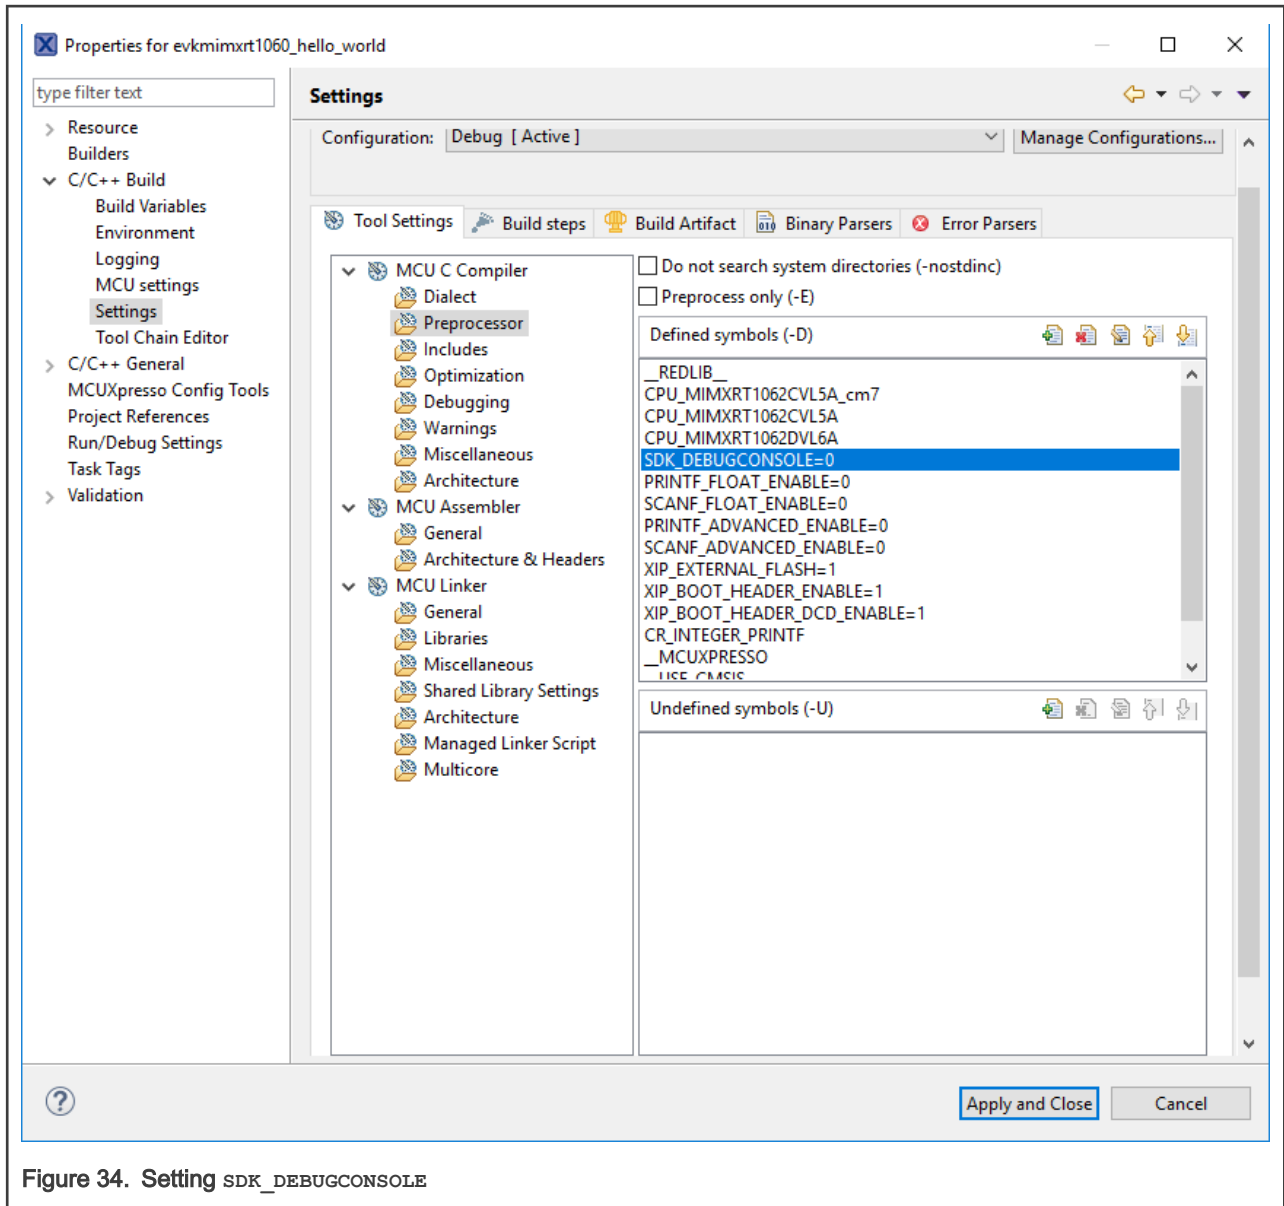 Properties for evkmimxrt1060_hello_world
type filter text
Resource
Builders
C/C++ Build
Build Variables
Environment
Logging
MCU settings
Settings
Tool Chain Editor
C/C++ General
MCUXpresso Config Tools
Project References
Run/Debug Settings
Task Tags
Validation
Settings
Configuration: Debug [ Active ] Manage Configurations...
Tool Settings Build steps Build Artifact Binary Parsers Error Parsers
MCU C Compiler
Dialect
Preprocessor
Includes
Optimization
Debugging
Warnings
Miscellaneous
Architecture
MCU Assembler
General
Architecture & Headers
MCU Linker
General
Libraries
Miscellaneous
Shared Library Settings
Architecture
Managed Linker Script
Multicore
Do not search system directories (-nostdinc)
Preprocess only (-E)
Defined symbols (-D)
__REDLIB__
CPU_MIMXRT1062CVL5A_cm7
CPU_MIMXRT1062CVL5A
CPU_MIMXRT1062DVL6A
SDK_DEBUGCONSOLE=0
PRINTF_FLOAT_ENABLE=0
SCANF_FLOAT_ENABLE=0
PRINTF_ADVANCED_ENABLE=0
SCANF_ADVANCED_ENABLE=0
XIP_EXTERNAL_FLASH=1
XIP_BOOT_HEADER_ENABLE=1
XIP_BOOT_HEADER_DCD_ENABLE=1
CR_INTEGER_PRINTF
__MCUXPRESSO
__USE_CMSIS
Undefined symbols (-U)
Apply and Close Cancel
Figure 34. Setting SDK_DEBUGCONSOLE